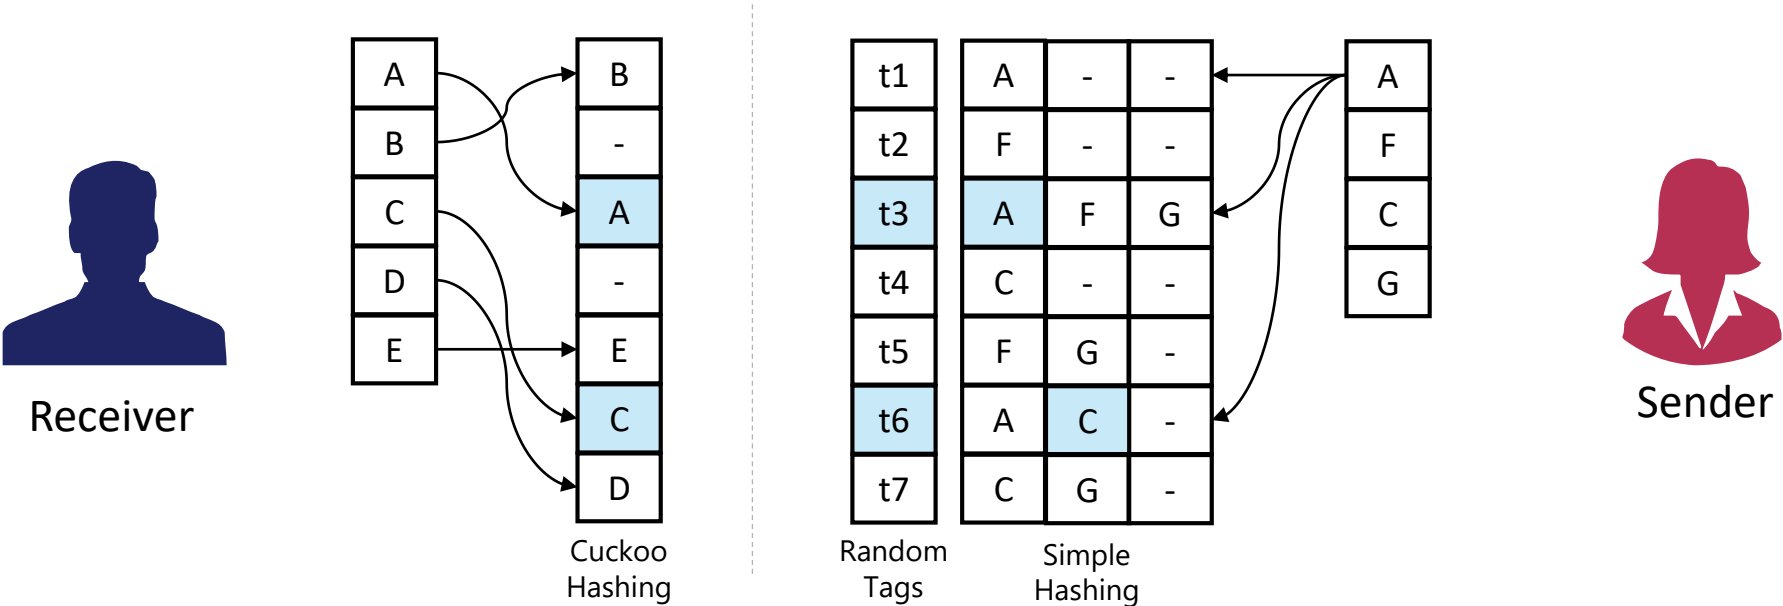 A B t1 A - - A
B - t2 F - - F
C A t3 A F G C
D - t4 C - - G
E E t5 F G -
C t6 A C -
D t7 C G -
Receiver
Sender
Cuckoo
Hashing
Random
Tags
Simple
Hashing